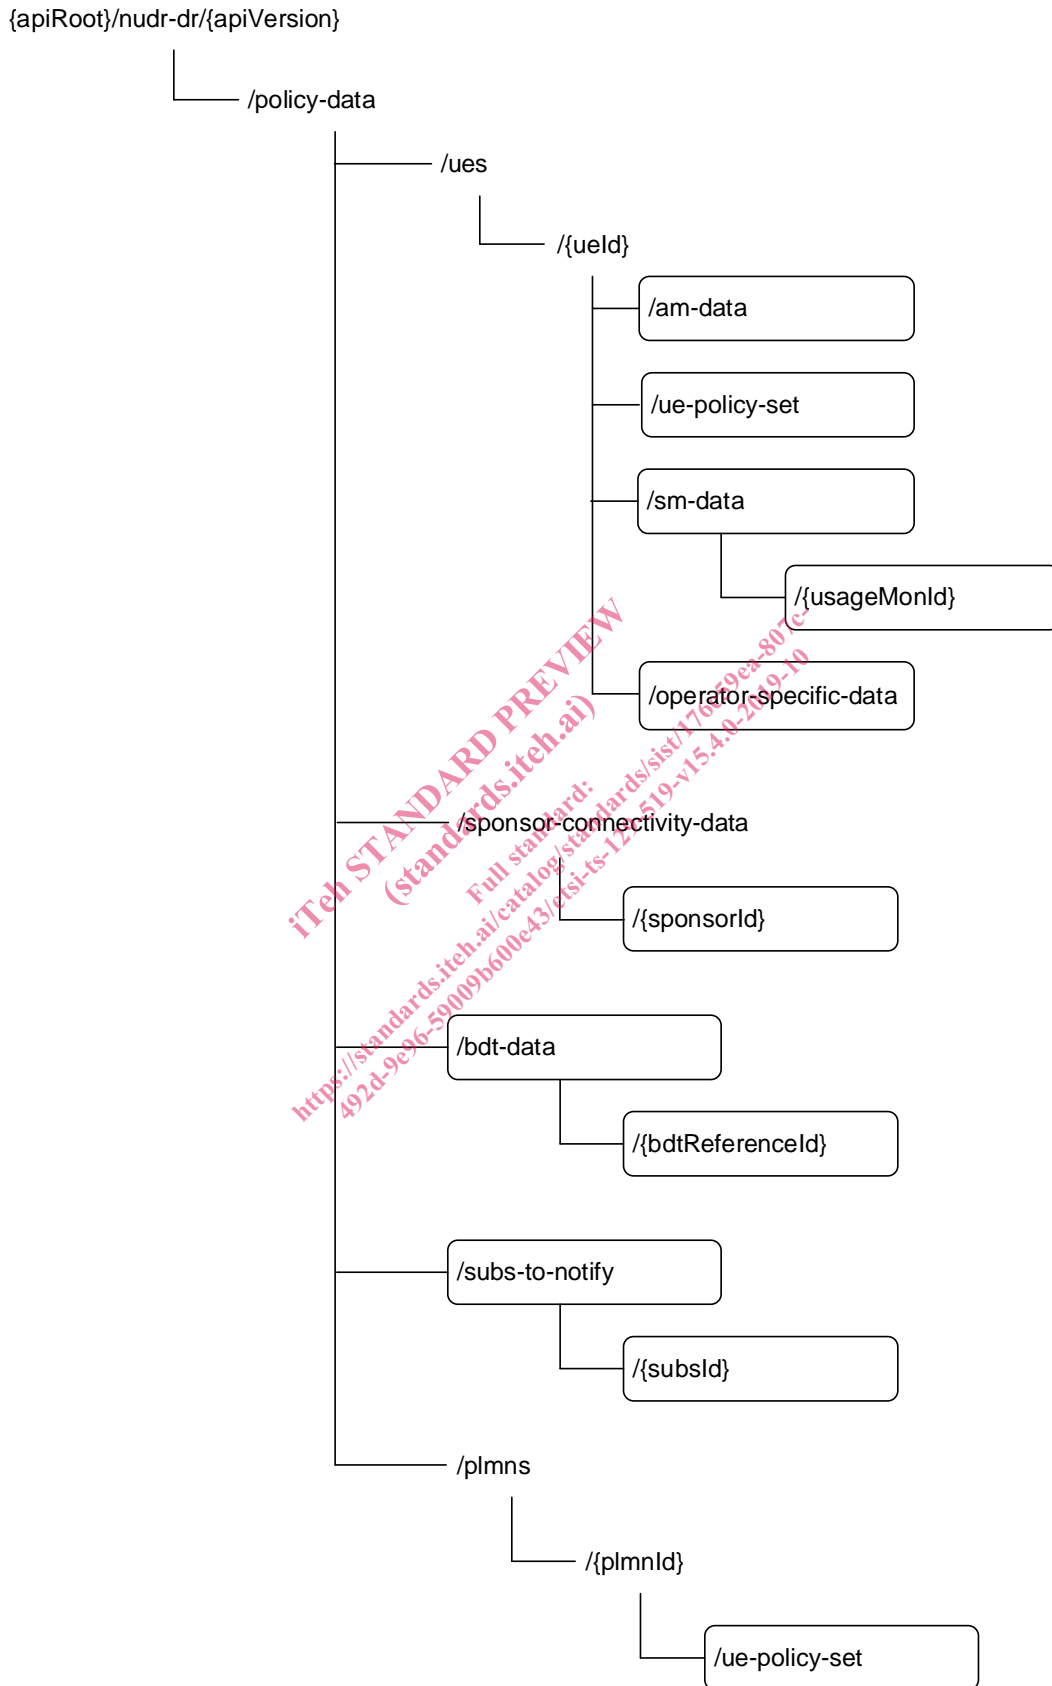 {apiRoot}/nudr-dr/{apiVersion}
/policy-data
/ues
/{ueId}
/am-data
/ue-policy-set
/sm-data
/{usageMonId}
/operator-specific-data
/sponsor-connectivity-data
/{sponsorId}
/bdt-data
/{bdtReferenceId}
/subs-to-notify
/{subsId}
/plmns
/{plmnId}
/ue-policy-set
iTeh STANDARD PREVIEW
(standards.iteh.ai)
Full standard:
https://standards.iteh.ai/catalog/standards/sist/176e59ea-807c-
492d-9e96-59009b600e43/etsi-ts-129-519-v15.4.0-2019-10